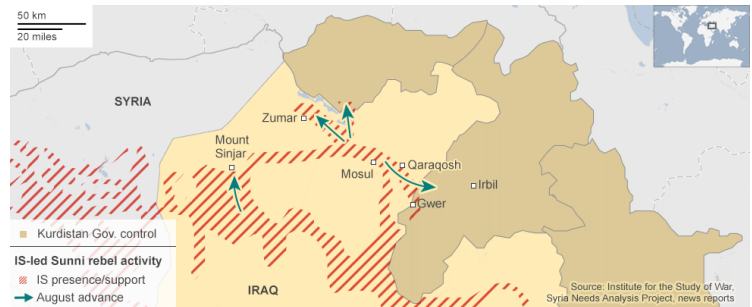 50 km
20 miles
SYRIA
Zumar
Mount
Sinjar
Mosul
Qaraqosh
Irbil
Gwer
Kurdistan Gov. control
IS-led Sunni rebel activity
IS presence/support
August advance
IRAQ
Source: Institute for the Study of War,
Syria Needs Analysis Project, news reports